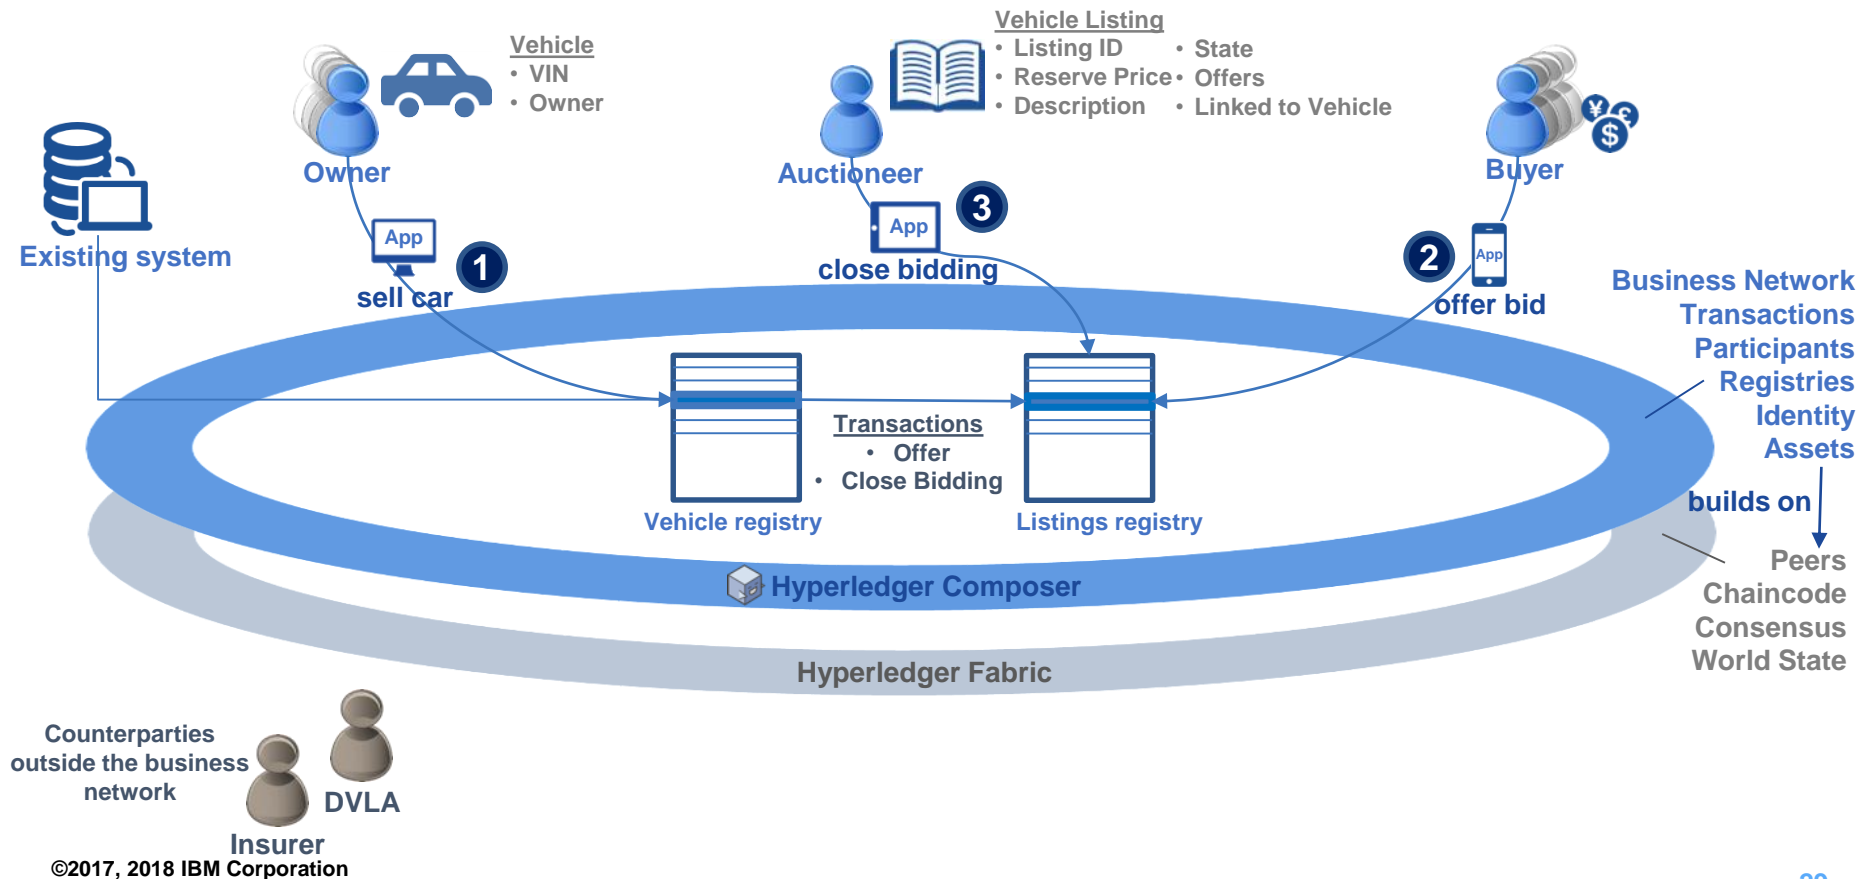 Vehicle
• VIN
• Owner
Vehicle Listing
• Listing ID
• Reserve Price
• Description
• State
• Offers
• Linked to Vehicle
¥ £
$
Owner
Auctioneer
Buyer
Existing system
App
1
sell car
App
3
close bidding
2
App
offer bid
Business Network
Transactions
Participants
Registries
Identity
Assets
builds on
Peers
Chaincode
Consensus
World State
Transactions
• Offer
• Close Bidding
Vehicle registry
Listings registry
Hyperledger Composer
Hyperledger Fabric
Counterparties
outside the business
network
DVLA
Insurer
©2017, 2018 IBM Corporation